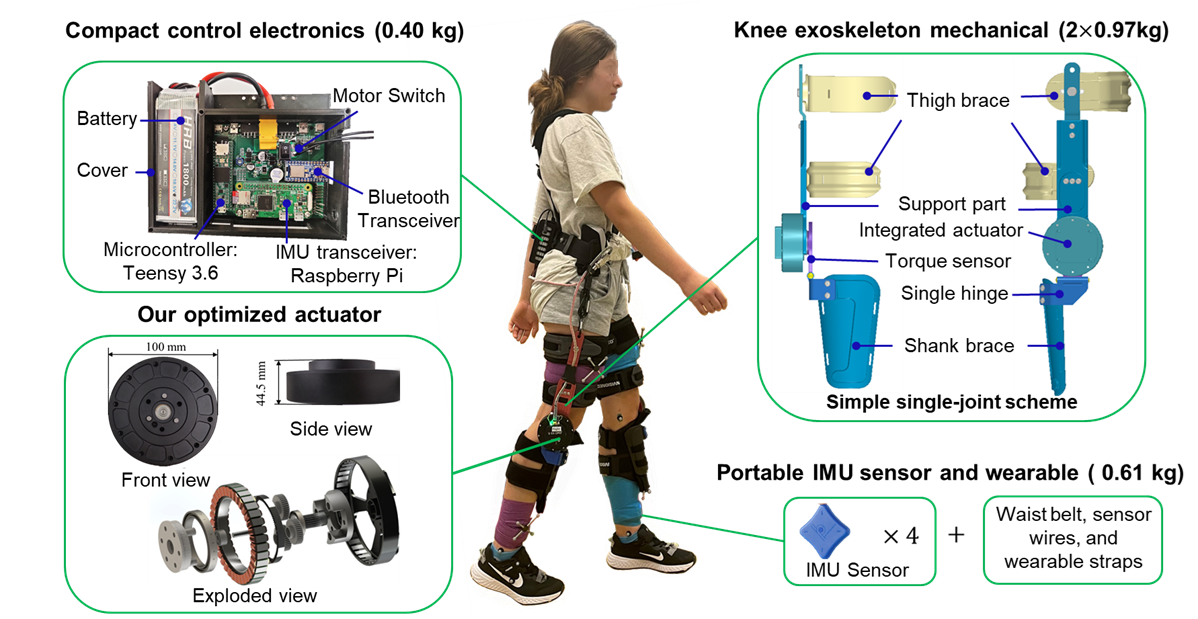 Compact control electronics (0.40 kg)
Motor Switch
Battery
Cover
Bluetooth
Transceiver
Microcontroller:
Teensy 3.6
IMU transceiver:
Raspberry Pi
1800
Our optimized actuator
100 mm
44.5 mm
Side view
Front view
Exploded view
Knee exoskeleton mechanical (2×0.97kg)
Thigh brace
Support part
Integrated actuator
Torque sensor
Single hinge
Shank brace
Simple single-joint scheme
Portable IMU sensor and wearable ( 0.61 kg)
× 4
IMU Sensor
+
Waist belt, sensor
wires, and
wearable straps